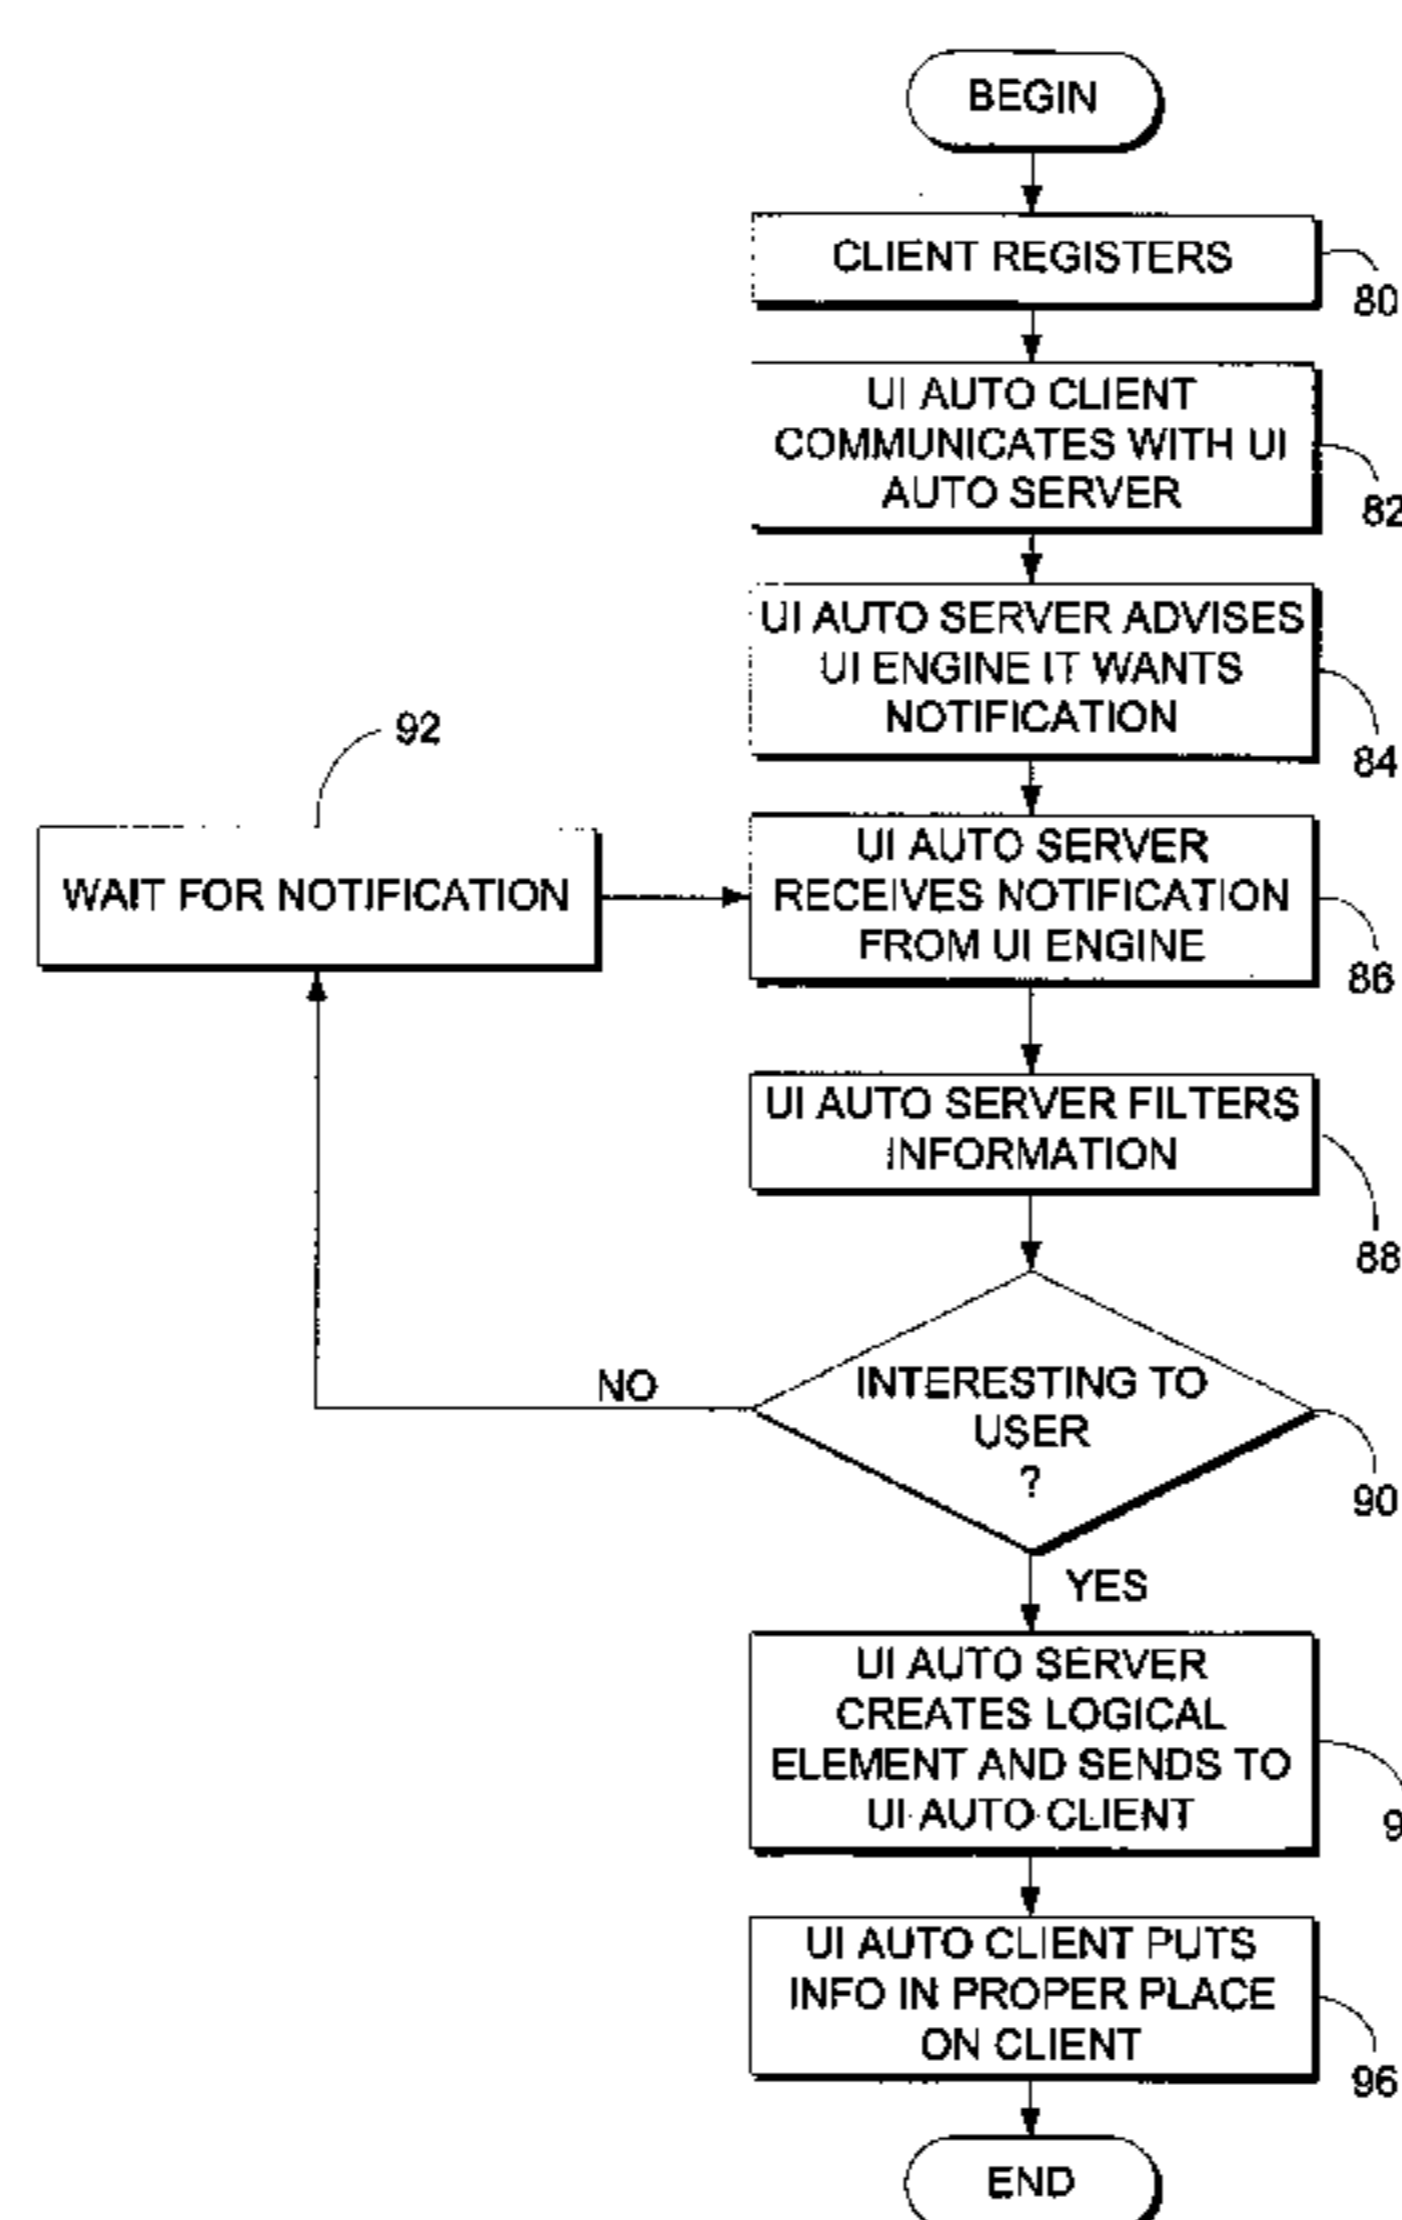 BEGIN
CLIENT REGISTERS
80
UI AUTO CLIENT
COMMUNICATES WITH UI
AUTO SERVER
82
UI AUTO SERVER ADVISES
UI ENGINE IT WANTS
NOTIFICATION
84
92
WAIT FOR NOTIFICATION
UI AUTO SERVER
RECEIVES NOTIFICATION
FROM UI ENGINE
86
UI AUTO SERVER FILTERS
INFORMATION
88
INTERESTING TO
USER
?
NO
90
YES
UI AUTO SERVER
CREATES LOGICAL
ELEMENT AND SENDS TO
UI AUTO CLIENT
UI AUTO CLIENT PUTS
INFO IN PROPER PLACE
ON CLIENT
96
END